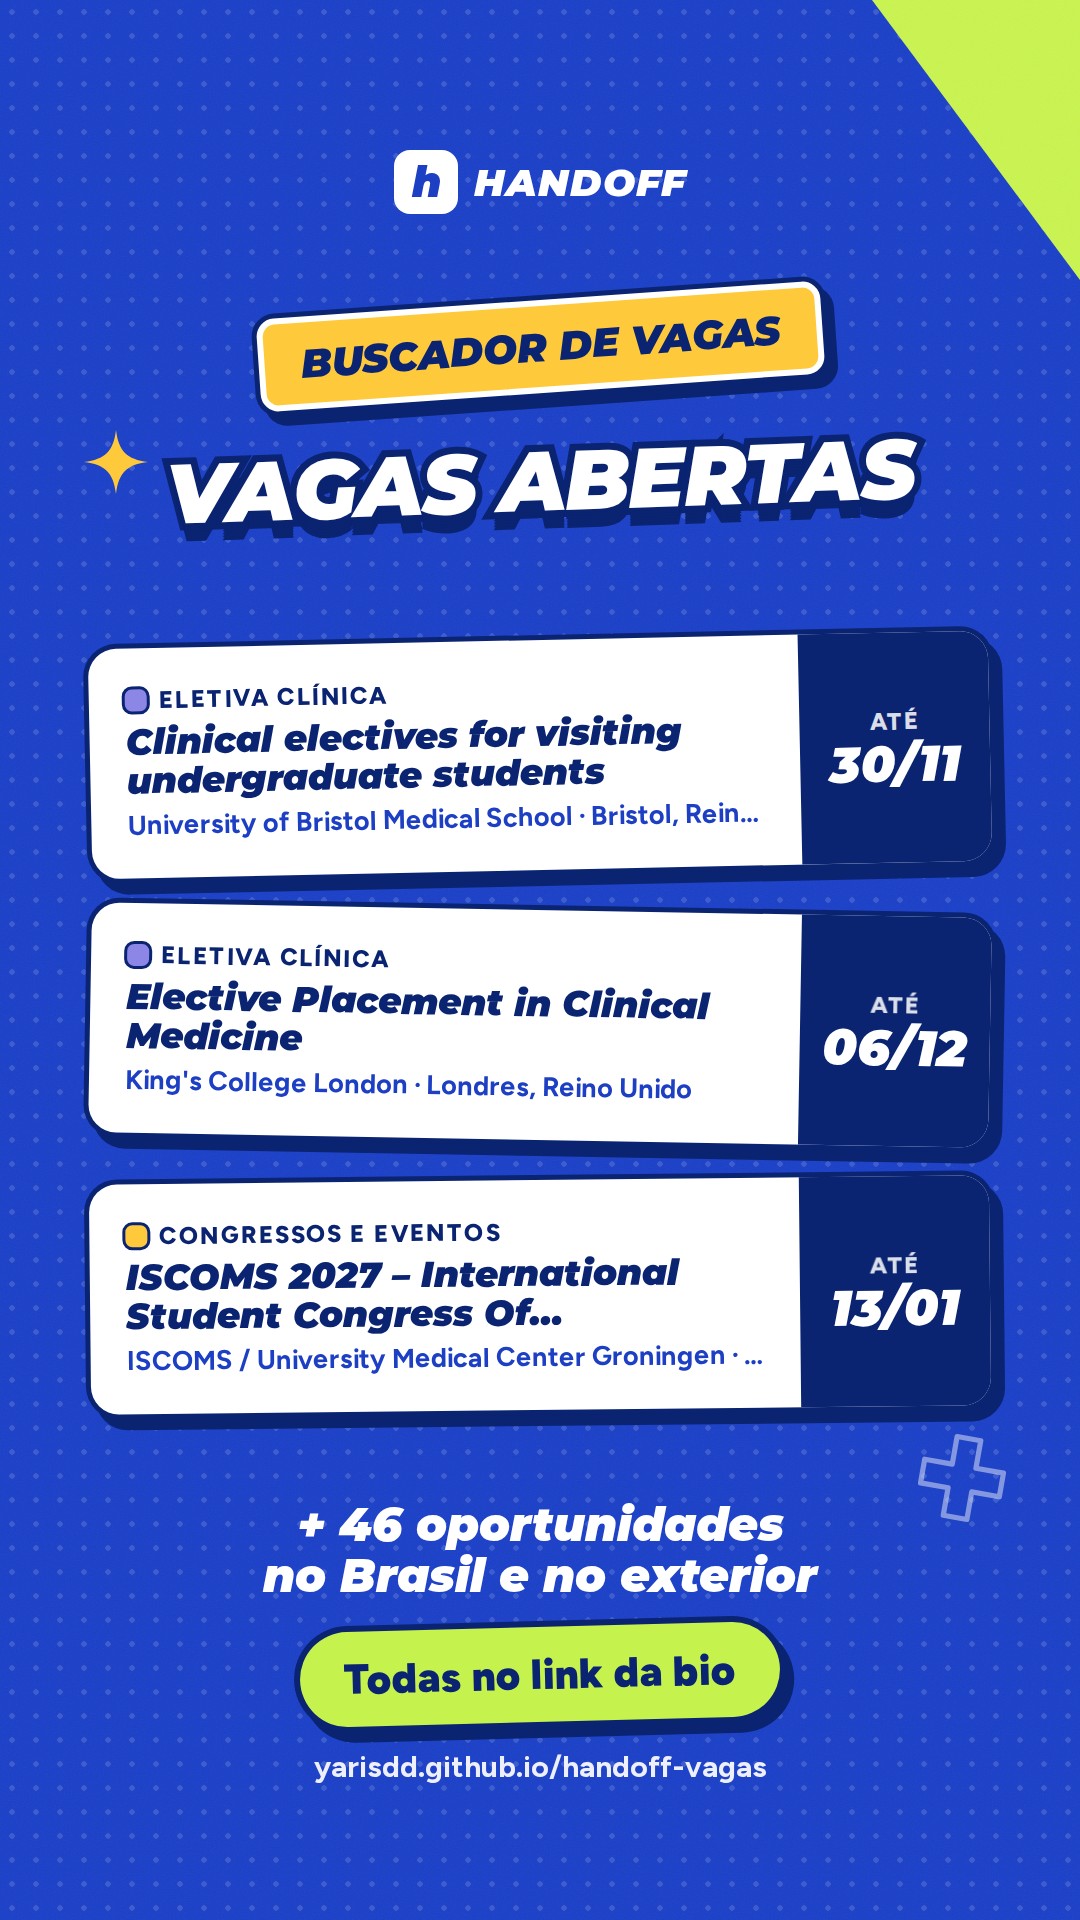 h HANDOFF
BUSCADOR DE VAGAS
VAGAS ABERTAS
ELETIVA CLÍNICA
Clinical electives for visiting
undergraduate students
University of Bristol Medical School · Bristol, Rein...
ATÉ
30/11
ELETIVA CLÍNICA
Elective Placement in Clinical
Medicine
King's College London · Londres, Reino Unido
ATÉ
06/12
CONGRESSOS E EVENTOS
ISCOMS 2027 – International
Student Congress Of...
ISCOMS / University Medical Center Groningen · ...
ATÉ
13/01
+ 46 oportunidades
no Brasil e no exterior
Todas no link da bio
yarisdd.github.io/handoff-vagas